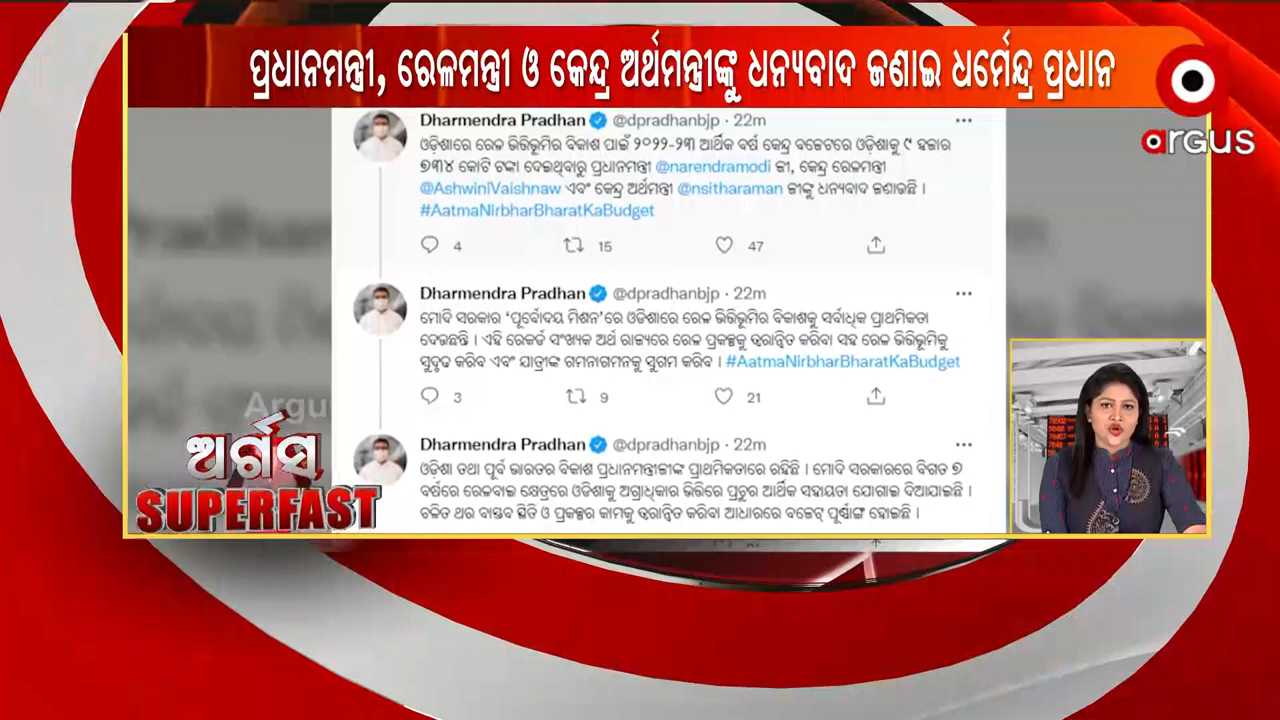 ପ୍ରଧାନମନ୍ତ୍ରୀ, ରେଳମନ୍ତ୍ରୀ ଓ କେନ୍ଦ୍ର ଅର୍ଥମନ୍ତ୍ରୀଙ୍କୁ ଧନ୍ୟବାଦ ଜଣାଇ ଧର୍ମେନ୍ଦ୍ର ପ୍ରଧାନ
argus
Dharmendra Pradhan @dpradhanbjp · 22m
ଓଡ଼ିଶାରେ ରେଳ ଭିତ୍ତିଭୂମିର ବିକାଶ ପାଇଁ ୨୦୨୨-୨୩ ଆର୍ଥିକ ବର୍ଷ କେନ୍ଦ୍ର ବଜେଟରେ ଓଡ଼ିଶାକୁ ୯ ହଜାର
୭୩୪ କୋଟି ଟଙ୍କା ଦେଇଥିବାରୁ ପ୍ରଧାନମନ୍ତ୍ରୀ @narendramodi ଜୀ, କେନ୍ଦ୍ର ରେଳମନ୍ତ୍ରୀ
@AshwiniVaishnaw ଏବଂ କେନ୍ଦ୍ର ଅର୍ଥମନ୍ତ୍ରୀ @nsitharaman ଜୀଙ୍କୁ ଧନ୍ୟବାଦ ଜଣାଉଛି ।
#AatmaNirbharBharatKaBudget
4 15 47
Dharmendra Pradhan @dpradhanbjp · 22m
ମୋଦି ସରକାର ‘ପୂର୍ବୋଦୟ ମିଶନ’ରେ ଓଡିଶାରେ ରେଳ ଭିତ୍ତିଭୂମିର ବିକାଶକୁ ସର୍ବାଧିକ ପ୍ରାଥମିକତା
ଦେଉଛନ୍ତି । ଏହି ରେକର୍ଡ ସଂଖ୍ୟକ ଅର୍ଥ ରାଜ୍ୟରେ ରେଳ ପ୍ରକଳ୍ପକୁ ତ୍ୱରାନ୍ୱିତ କରିବା ସହ ରେଳ ଭିତ୍ତିଭୂମିକୁ
ସୁଦୃଢ କରିବ ଏବଂ ଯାତ୍ରୀଙ୍କ ଗମନାଗମନକୁ ସୁଗମ କରିବ । #AatmaNirbharBharatKaBudget
3 9 21
Dharmendra Pradhan @dpradhanbjp · 22m
ଓଡ଼ିଶା ତଥା ପୂର୍ବ ଭାରତର ବିକାଶ ପ୍ରଧାନମନ୍ତ୍ରୀଜୀଙ୍କ ପ୍ରାଥମିକତାରେ ରହିଛି । ମୋଦି ସରକାରରେ ବିଗତ ୭
ବର୍ଷରେ ରେଳବାଇ କ୍ଷେତ୍ରରେ ଓଡିଶାକୁ ଅଗ୍ରାଧିକାର ଭିତ୍ତିରେ ପ୍ରଚୁର ଆର୍ଥିକ ସହାୟତା ଯୋଗାଇ ଦିଆଯାଇଛି ।
ଚଳିତ ଥର ବାସ୍ତବ ସ୍ଥିତି ଓ ପ୍ରକଳ୍ପର କାମକୁ ତ୍ୱରାନ୍ୱିତ କରିବା ଆଧାରରେ ବଜେଟ୍ ପୂର୍ଣ୍ଣାଙ୍ଗ ହୋଇଛି ।
ଅର୍ଗସ
SUPERFAST